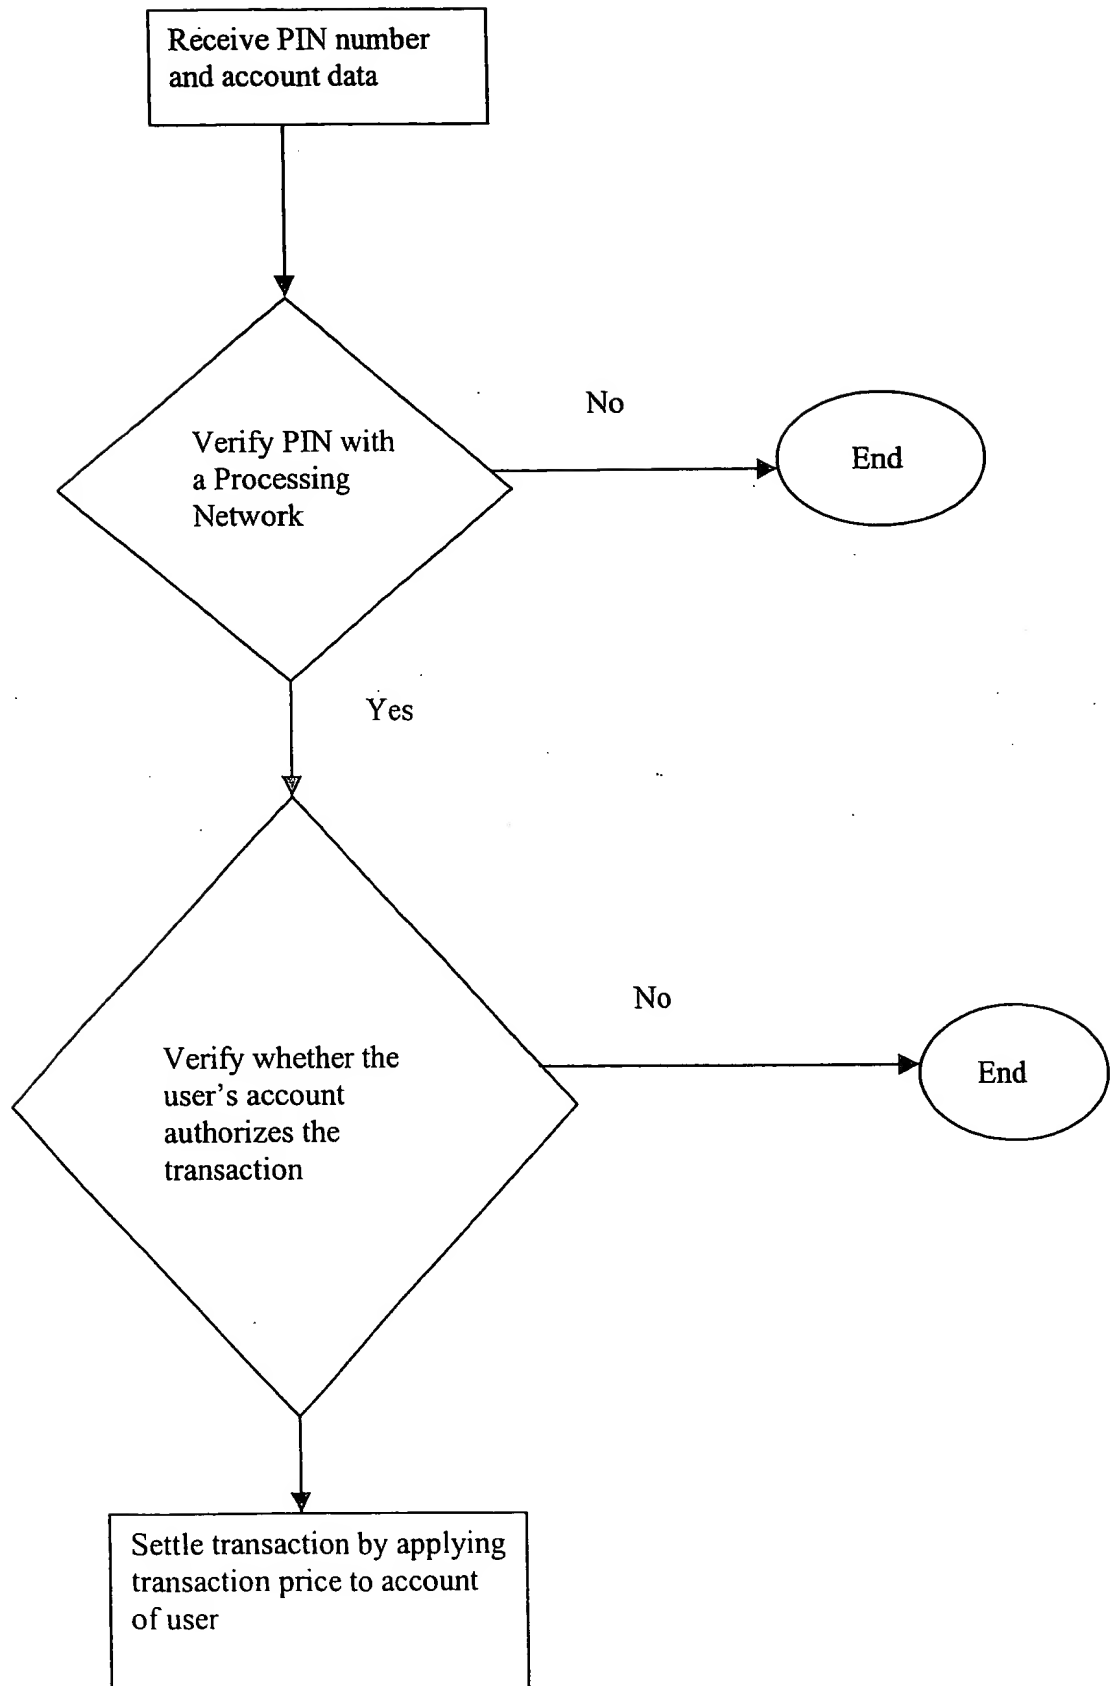 Receive PIN number
and account data
Verify PIN with
a Processing
Network
No
End
Yes
Verify whether the
user's account
authorizes the
transaction
No
End
Settle transaction by applying
transaction price to account
of user